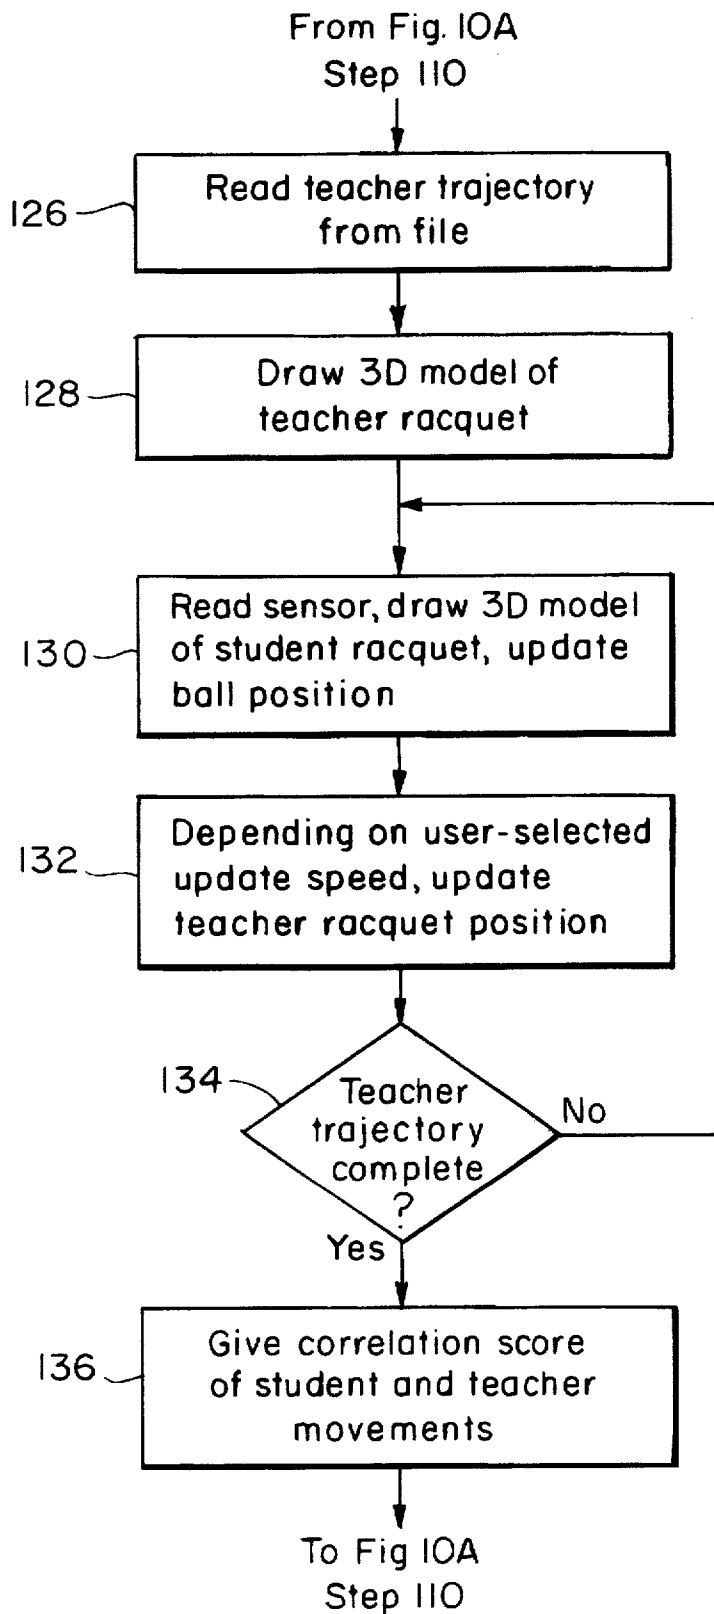 From Fig. 10A
Step 110
126
Read teacher trajectory
from file
128
Draw 3D model of
teacher racquet
130
Read sensor, draw 3D model
of student racquet, update
ball position
132
Depending on user-selected
update speed, update
teacher racquet position
134
Teacher
trajectory
complete
?
No
Yes
136
Give correlation score
of student and teacher
movements
To Fig 10A
Step 110